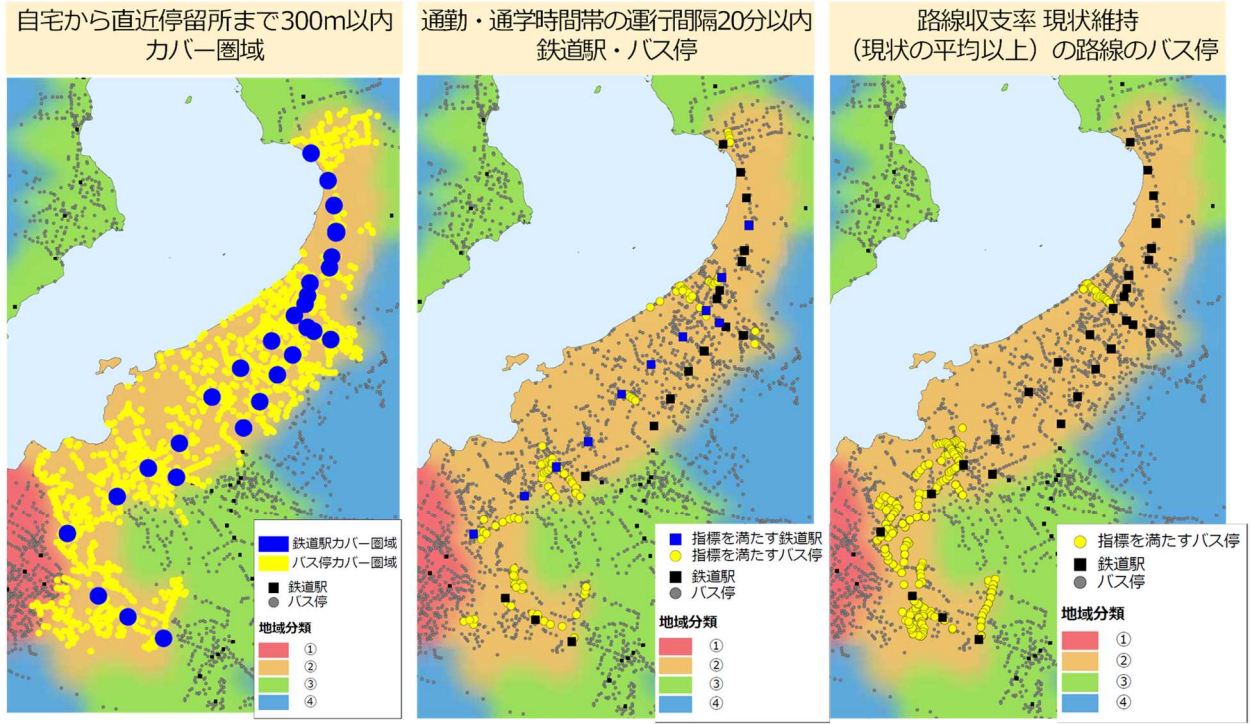 自宅から直近停留所まで300m以内
カバー圏域
鉄道駅カバー圏域
バス停カバー圏域
鉄道駅
バス停
地域分類
①
②
③
④
通勤・通学時間帯の運行間隔20分以内
鉄道駅・バス停
指標を満たす鉄道駅
指標を満たすバス停
鉄道駅
バス停
地域分類
①
②
③
④
路線収支率 現状維持
（現状の平均以上）の路線のバス停
指標を満たすバス停
鉄道駅
バス停
地域分類
①
②
③
④